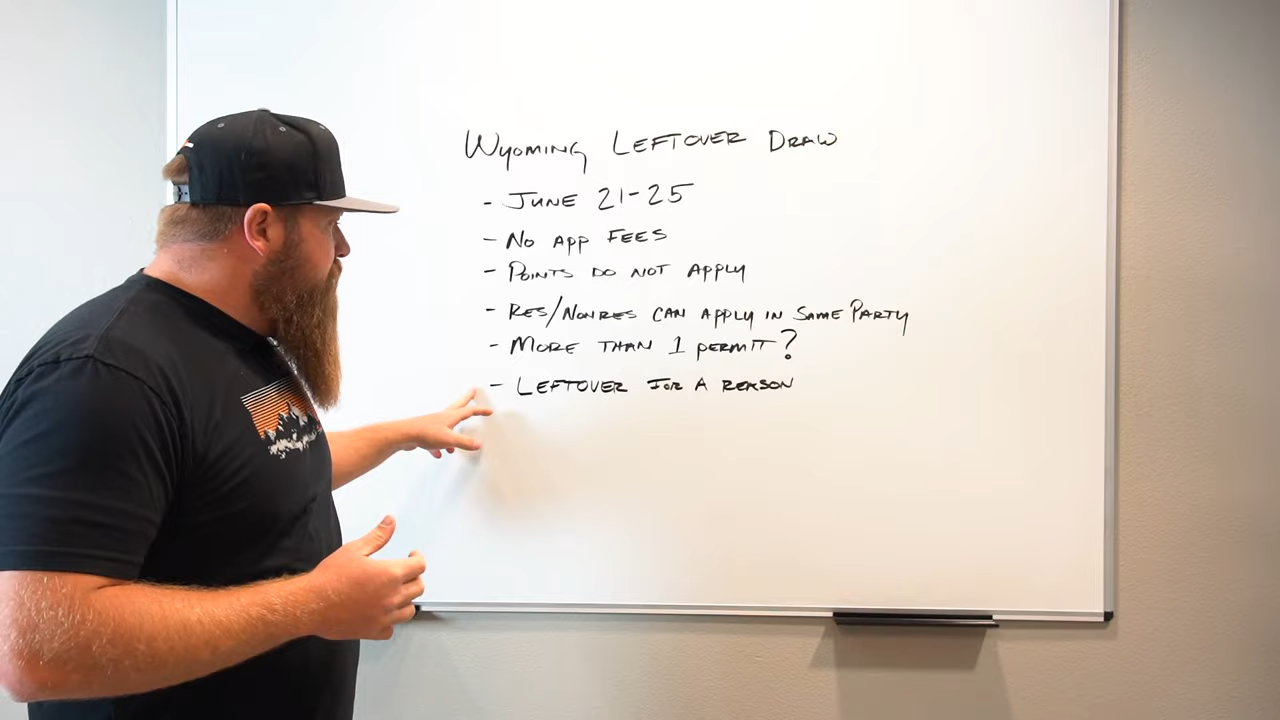 WYOMING LEFTOVER DRAW
- JUNE 21-25
- NO APP FEES
- POINTS DO NOT APPLY
- RES/NONRES CAN APPLY IN SAME PARTY
- MORE THAN 1 PERMIT?
- LEFTOVER FOR A REASON